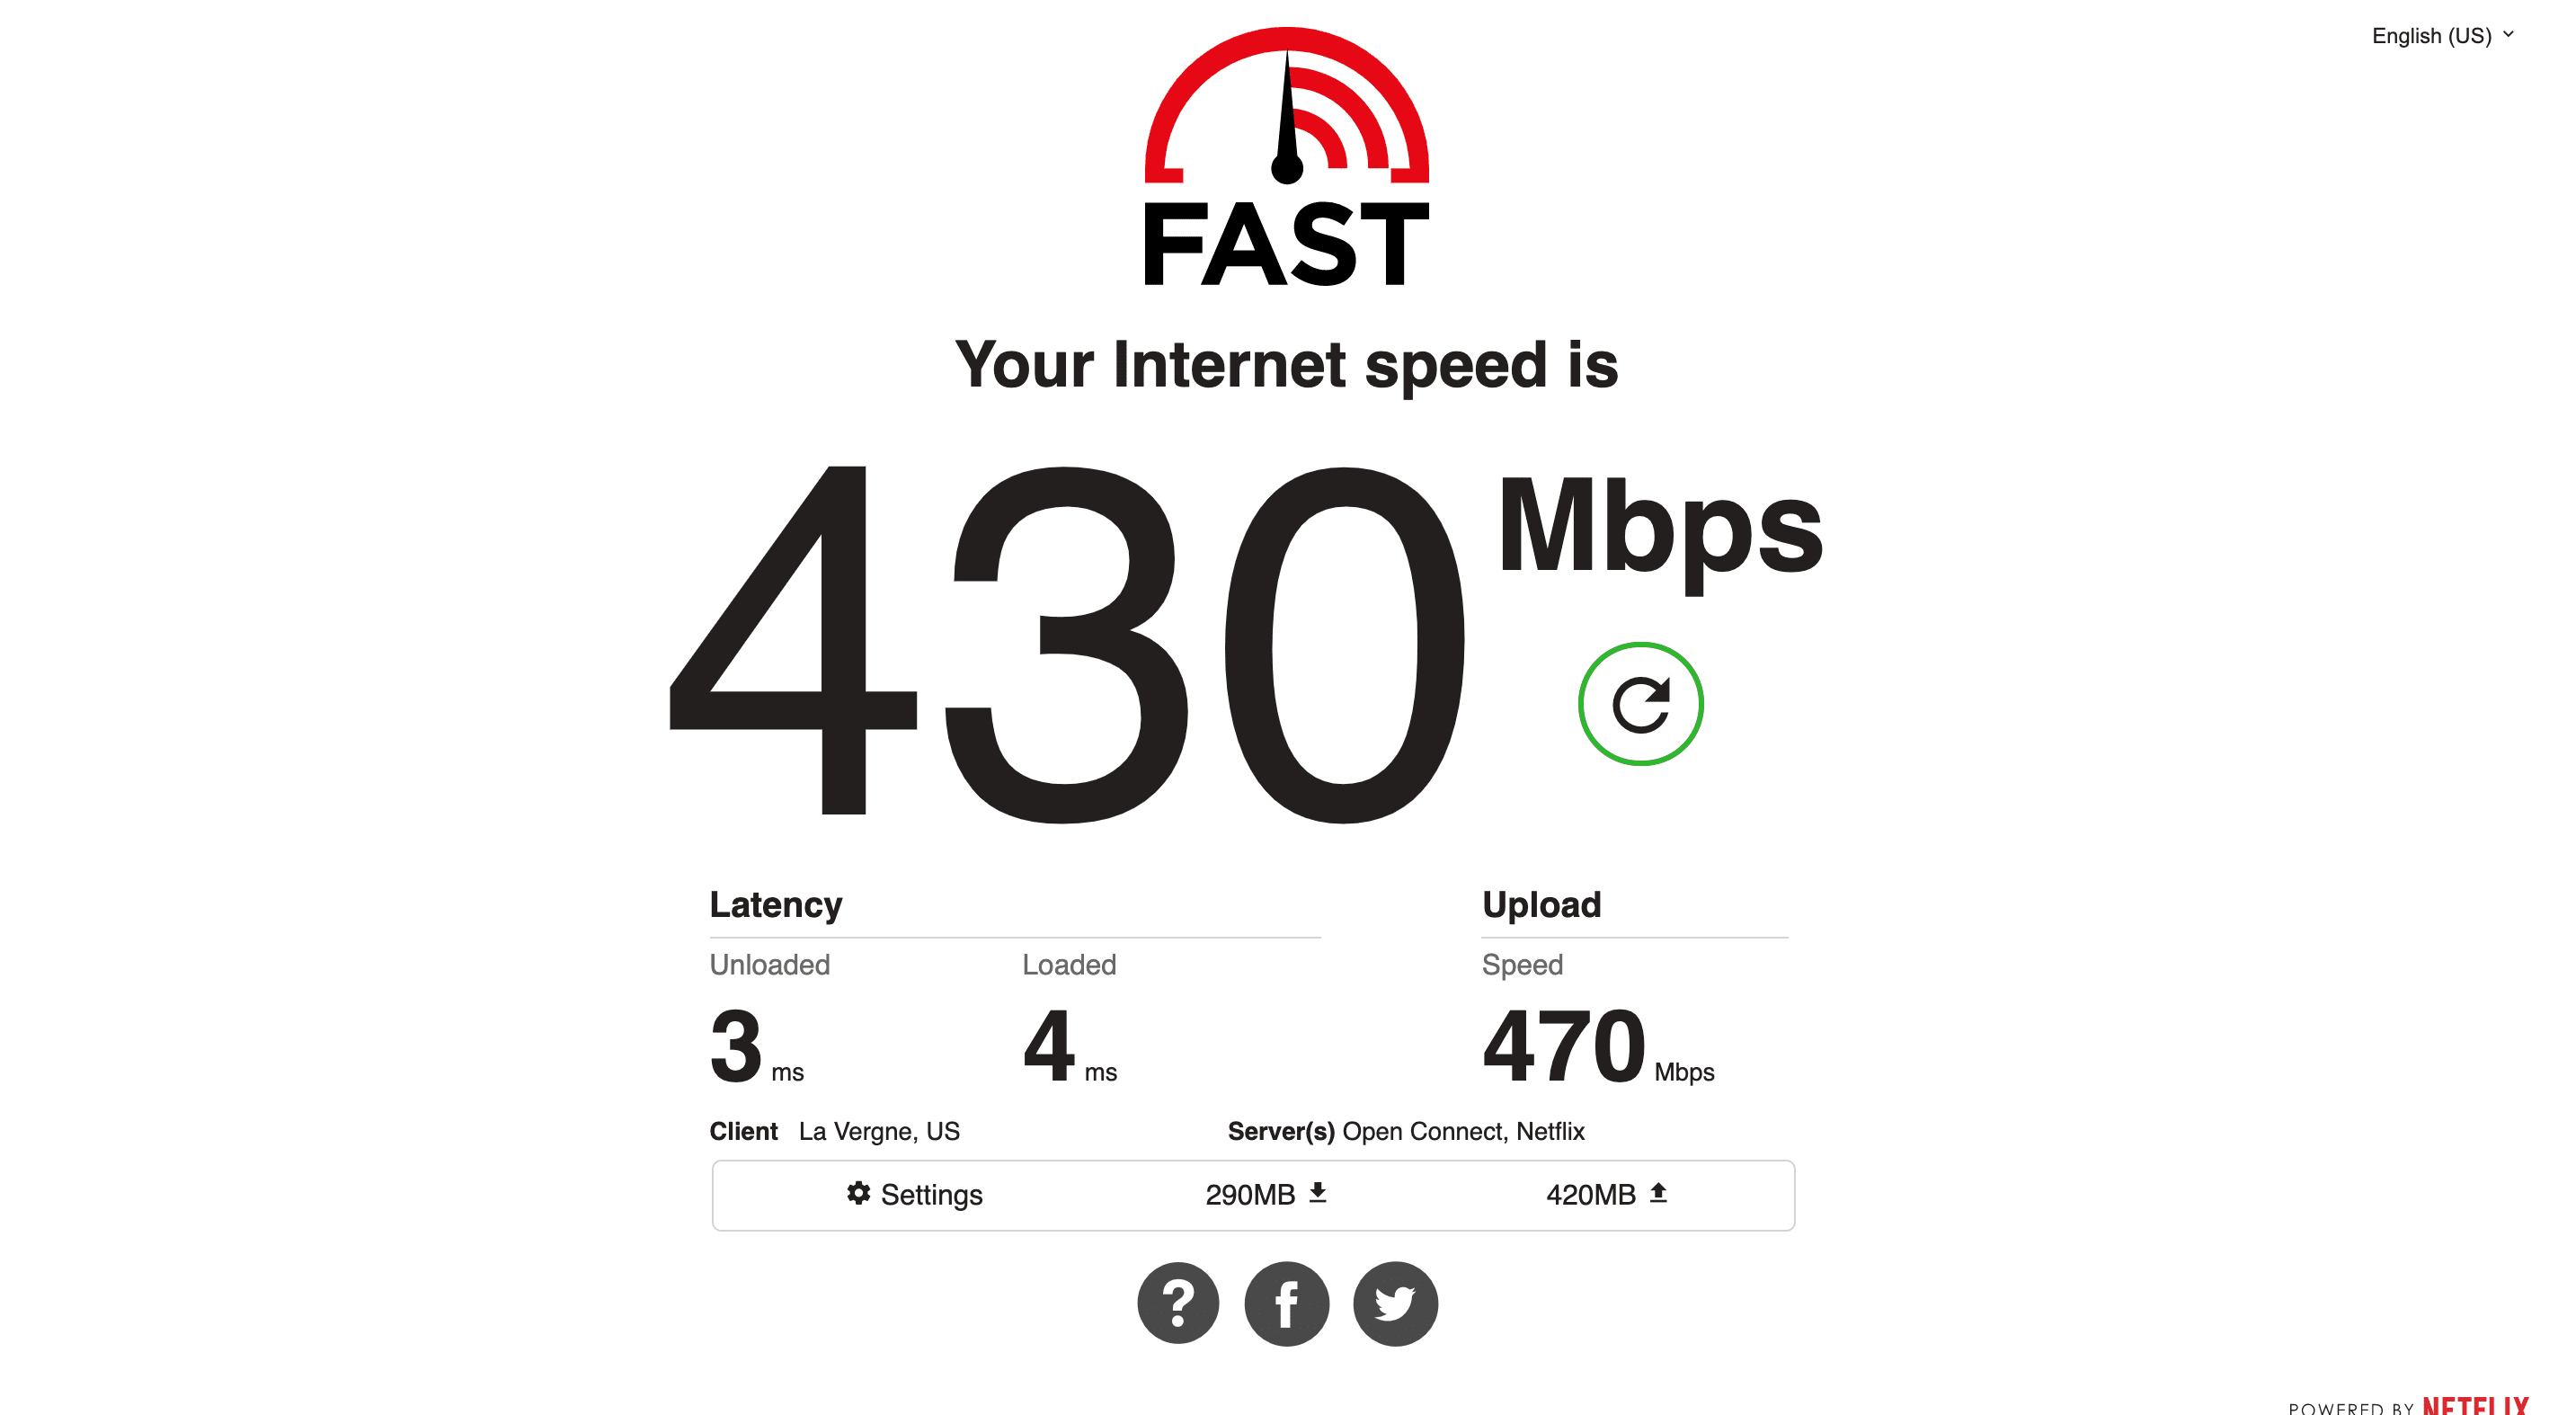 English (US)
FAST
Your Internet speed is
430 Mbps
Latency Upload
Unloaded Loaded Speed
3 ms 4 ms 470 Mbps
Client La Vergne, US Server(s) Open Connect, Netflix
Settings 290MB 420MB
?
POWERED BY NETFLIX